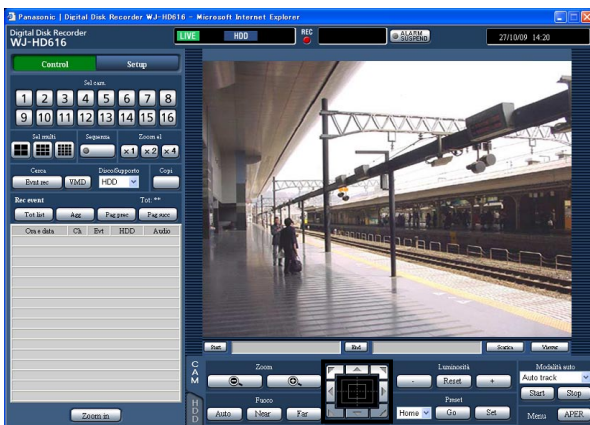 Panasonic | Digital Disk Recorder WJ-HD616 - Microsoft Internet Explorer
Digital Disk Recorder
WJ-HD616
LIVE HDD REC ALARM SUSPEND 27/10/09 14:20
Control Setup
Sel cam.
1 2 3 4 5 6 7 8
9 10 11 12 13 14 15 16
Sel multi Sequenza Zoom el
x1 x2 x4
Cerca Disco/Supporto Copi
Evnt rec VMD HDD
Rec event Tot: **
Tot list Agg Pag prec Pag succ
Ora e data Ch Evt HDD Audio
Zoom in
Start End Scarica Viewer
CAM
HDD
Zoom Luminosità Modalità auto
- Reset + Auto track
Start Stop
Fuoco Preset
Auto Near Far Home Go Set Menu APER